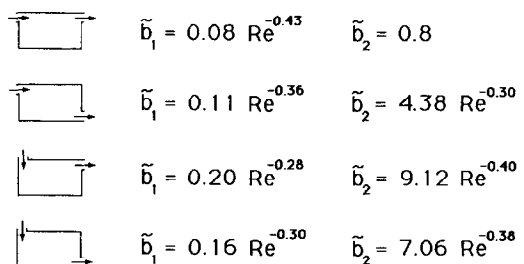 b̃₁ = 0.08 Re^-0.43 b̃₂ = 0.8
b̃₁ = 0.11 Re^-0.36 b̃₂ = 4.38 Re^-0.30
b̃₁ = 0.20 Re^-0.28 b̃₂ = 9.12 Re^-0.40
b̃₁ = 0.16 Re^-0.30 b̃₂ = 7.06 Re^-0.38